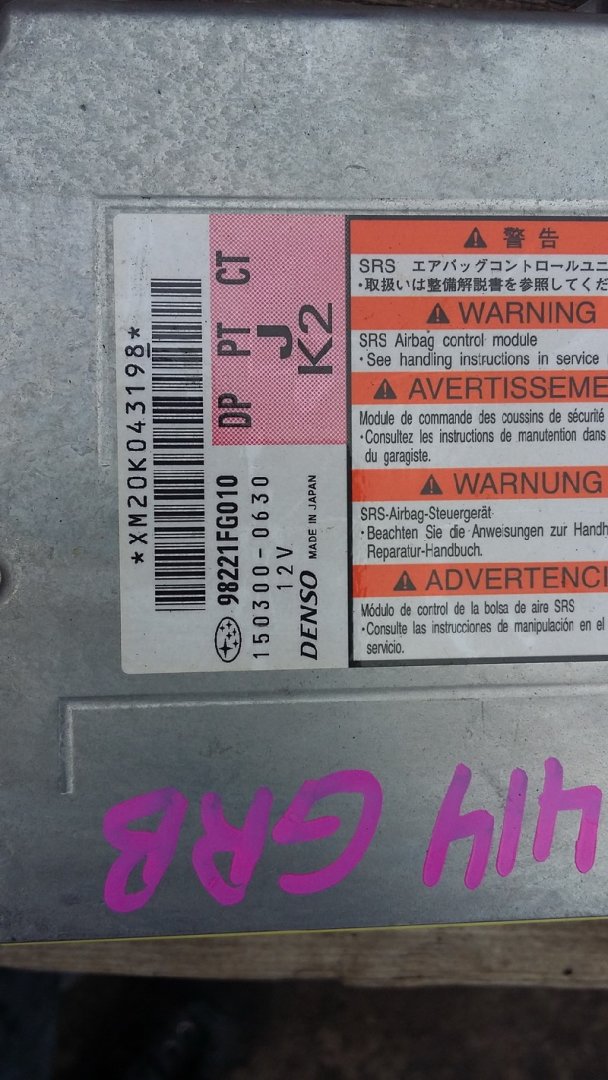 *XM20K043198*
98221FG010
150300-0630
12V
DENSO MADE IN JAPAN
DP PT CT
J
K2
警告
SRS エアバッグコントロールユニ
・取扱いは整備解説書を参照してくだ
WARNING
SRS Airbag control module
・See handling instructions in service
AVERTISSEME
Module de commande des coussins de sécurité
・Consultez les instructions de manutention dans
du garagiste.
WARNUNG
SRS-Airbag-Steuergerät
・Beachten Sie die Anweisungen zur Handh
Reparatur-Handbuch.
ADVERTENCI
Módulo de control de la bolsa de aire SRS
・Consulte las instrucciones de manipulación en el
servicio.
414 GRB